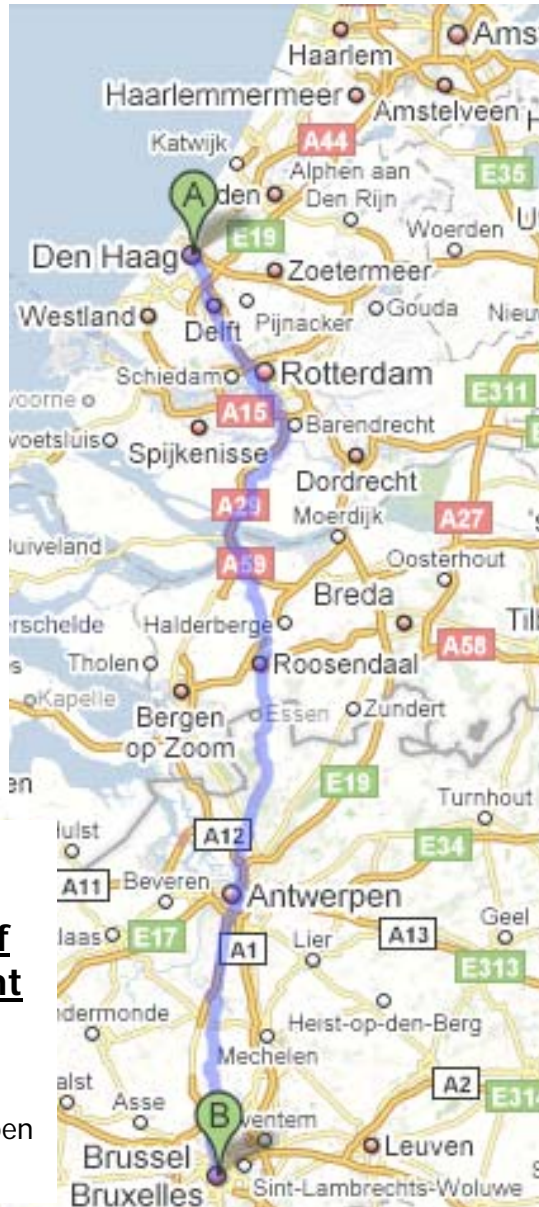 Haarlem
Haarlemmermeer
Amstelveen
Katwijk
A44
Alphen aan
Den Rijn
E35
A
E19
Woerden
Den Haag
Zoetermeer
Westland
Delft
Pijnacker
Gouda
Schiedam
Rotterdam
E311
A15
Barendrecht
Spijkenisse
Dordrecht
A29
Moerdijk
A27
A59
Oosterhout
Breda
Halderberge
A58
Tholen
Roosendaal
Kapelle
Essen
Zundert
Bergen
op Zoom
E19
Turnhout
A12
E34
A11
Beveren
Antwerpen
Geel
E17
A1
Lier
A13
E313
Herst-op-den-Berg
Mechelen
A2
E314
Asse
B
Brussel
Bruxelles
Leuven
Sint-Lambrechts-Woluwe